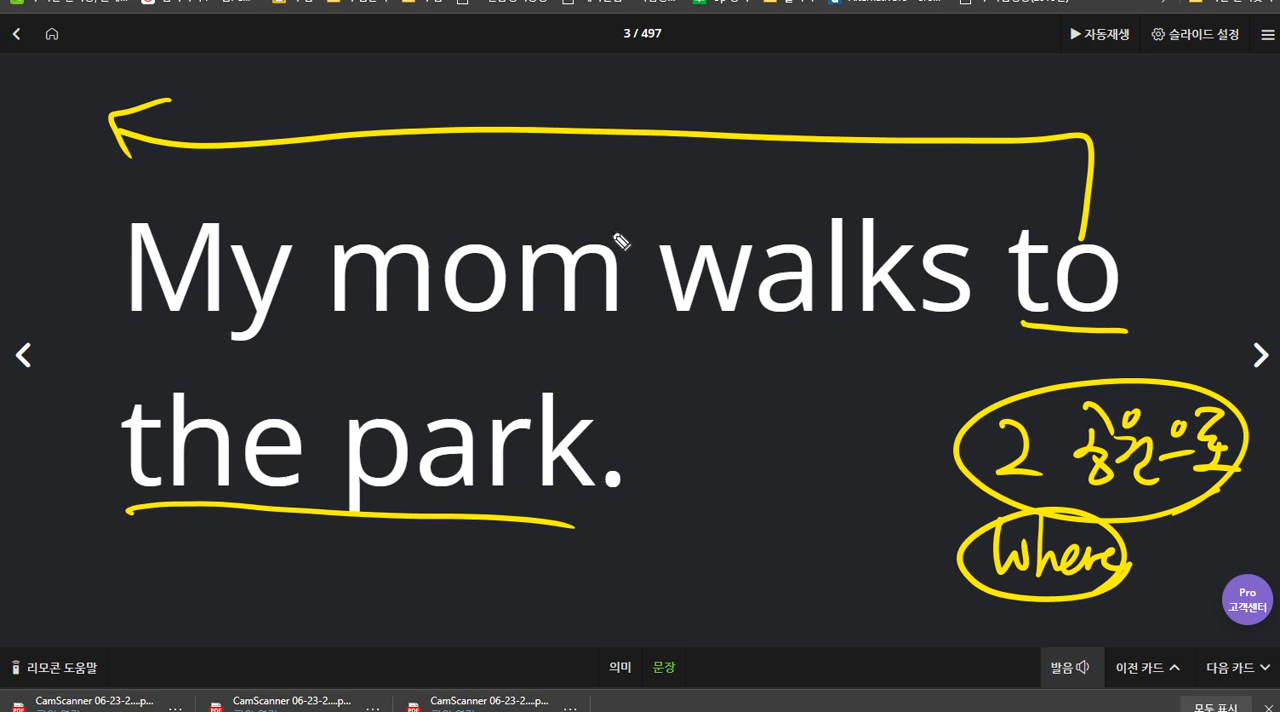 3 / 497
자동재생
슬라이드 설정
My mom walks to
the park.
2 공원으로
Where
Pro
고객센터
리모콘 도움말
의미
문장
발음
이전 카드
다음 카드
CamScanner 06-23-2....p...
CamScanner 06-23-2....p...
CamScanner 06-23-2....p...
모두 표시